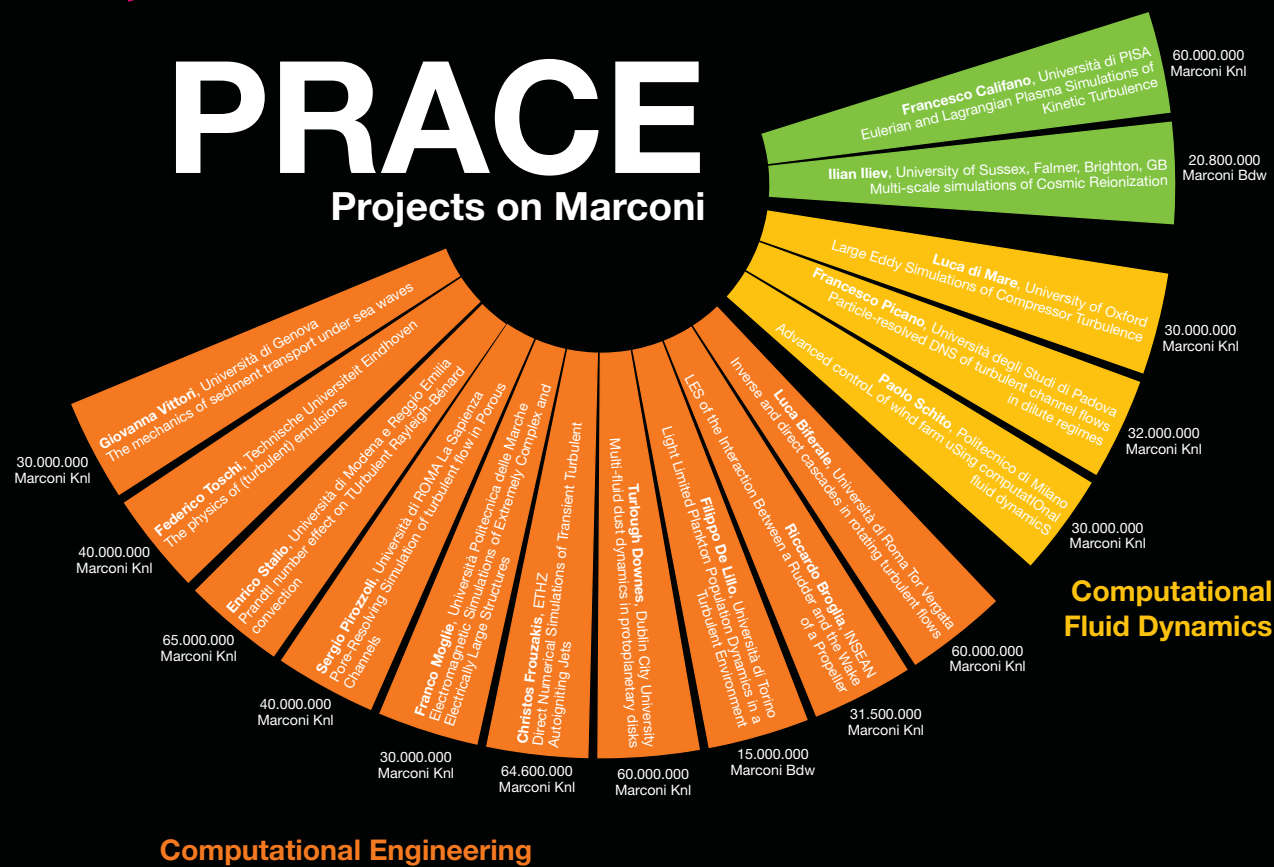 PRACE
Projects on Marconi
Francesco Califano, Università di PISA
Eulerian and Lagrangian Plasma Simulations of
Kinetic Turbulence
60.000.000
Marconi Knl
Ilian Iliev, University of Sussex, Falmer, Brighton, GB
Multi-scale simulations of Cosmic Reionization
20.800.000
Marconi Bdw
Luca di Mare, University of Oxford
Large Eddy Simulations of Compressor Turbulence
30.000.000
Marconi Knl
Francesco Picano, Università degli Studi di Padova
Particle-resolved DNS of turbulent channel flows
in dilute regimes
32.000.000
Marconi Knl
Paolo Schito, Politecnico di Milano
Advanced controL of wInd farm uSing computatIOnal
fluid dynamicS
30.000.000
Marconi Knl
Computational
Fluid Dynamics
Luca Biferale, Università di Roma Tor Vergata
Inverse and direct cascades in rotating turbulent flows
60.000.000
Marconi Knl
Riccardo Broglia, INSEAN
LES of the Interaction Between a Rudder and the Wake
of a Propeller
31.500.000
Marconi Knl
Filippo De Lillo, Università di Torino
Light Limited Plankton Population Dynamics in a
Turbulent Environment
15.000.000
Marconi Bdw
Turlough Downes, Dublin City University
Multi-fluid dust dynamics in protoplanetary disks
60.000.000
Marconi Knl
Christos Frouzakis, ETHZ
Direct Numerical Simulations of Transient Turbulent
Autoigniting Jets
64.600.000
Marconi Knl
Franco Moglie, Università Politecnica delle Marche
Electromagnetic Simulations of Extremely Complex and
Electrically Large Structures
30.000.000
Marconi Knl
Sergio Pirozzoli, Università di ROMA La Sapienza
Pore-Resolving Simulation of turbulent flow in Porous
Channels
40.000.000
Marconi Knl
Enrico Stalio, Università di Modena e Reggio Emilia
Prandtl number effect on TUrbulent Rayleigh-Bénard
convection
65.000.000
Marconi Knl
Federico Toschi, Technische Universiteit Eindhoven
The physics of (turbulent) emulsions
40.000.000
Marconi Knl
Giovanna Vittori, Università di Genova
The mechanics of sediment transport under sea waves
30.000.000
Marconi Knl
Computational Engineering